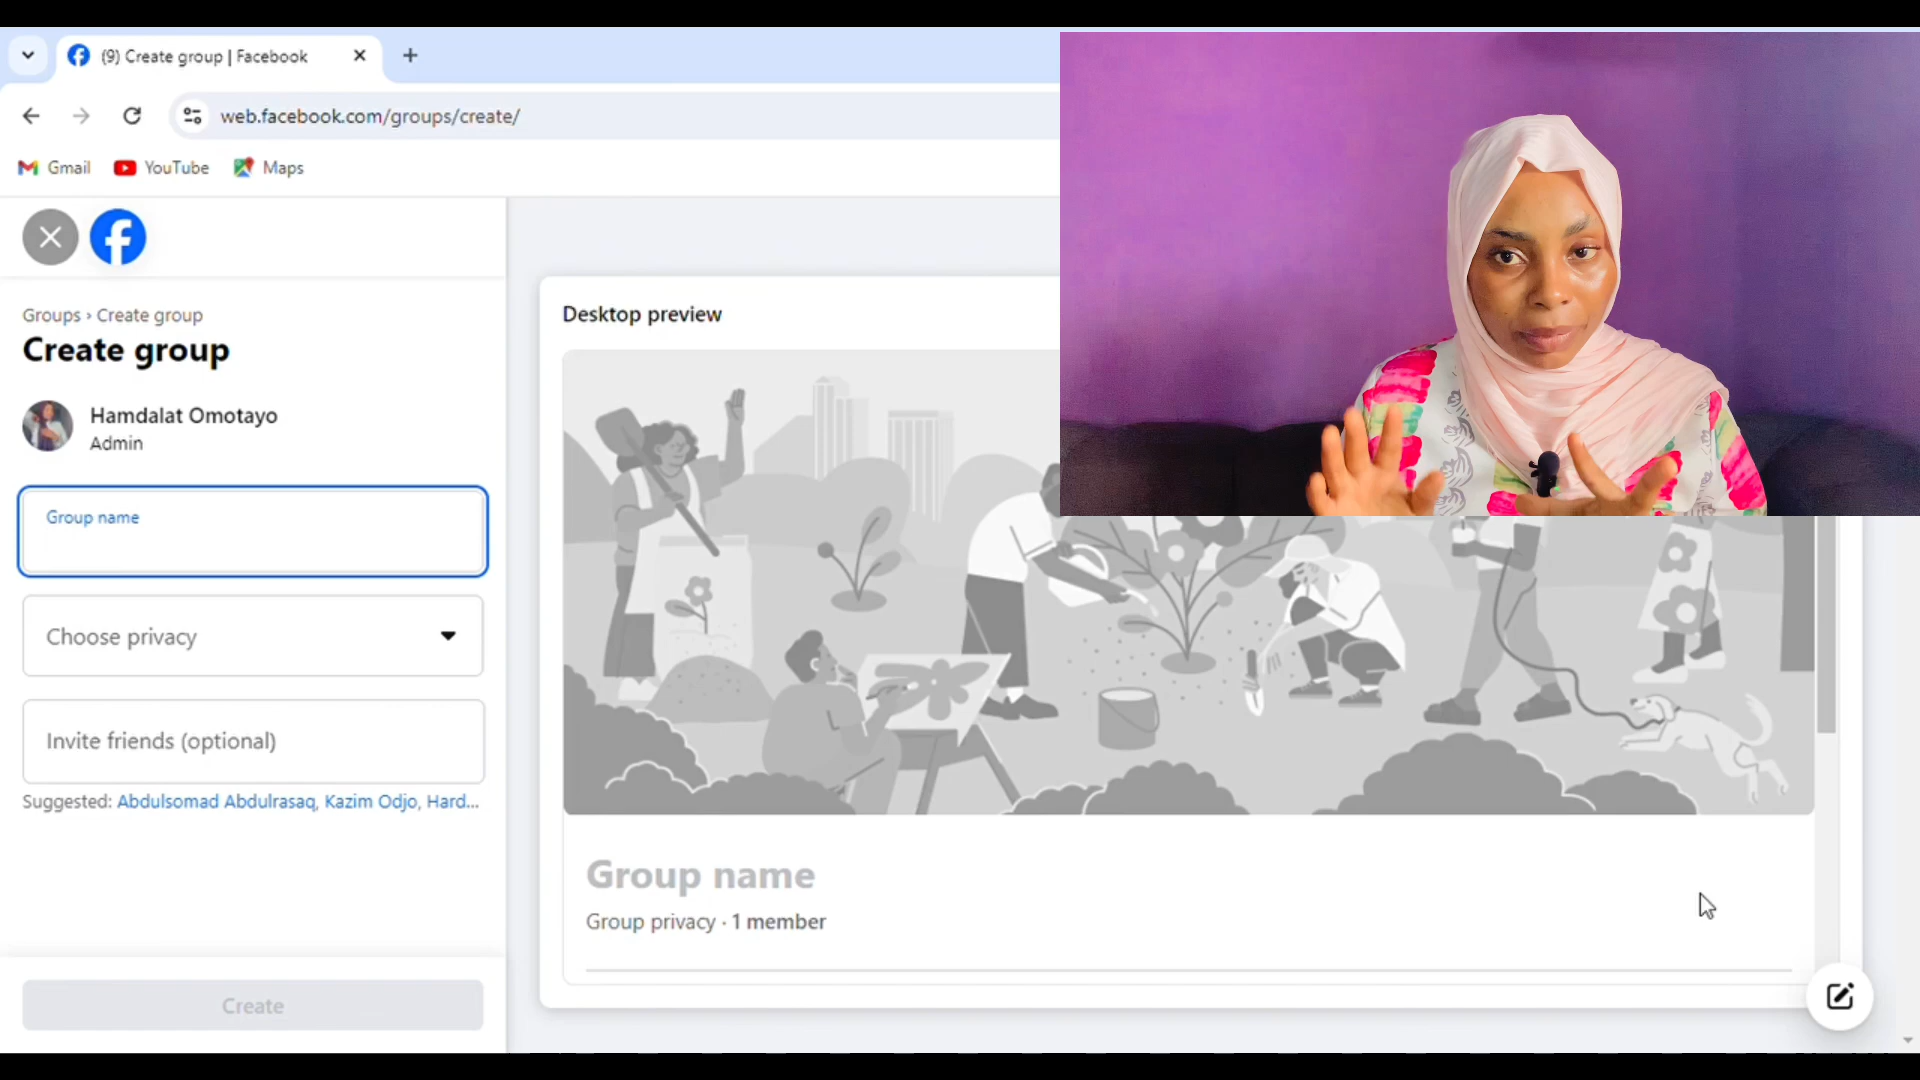 (9) Create group | Facebook
web.facebook.com/groups/create/
Gmail YouTube Maps
Groups › Create group
Create group
Hamdalat Omotayo
Admin
Group name
Choose privacy
Invite friends (optional)
Suggested: Abdulsomad Abdulrasaq, Kazim Odjo, Hard...
Create
Desktop preview
Group name
Group privacy · 1 member